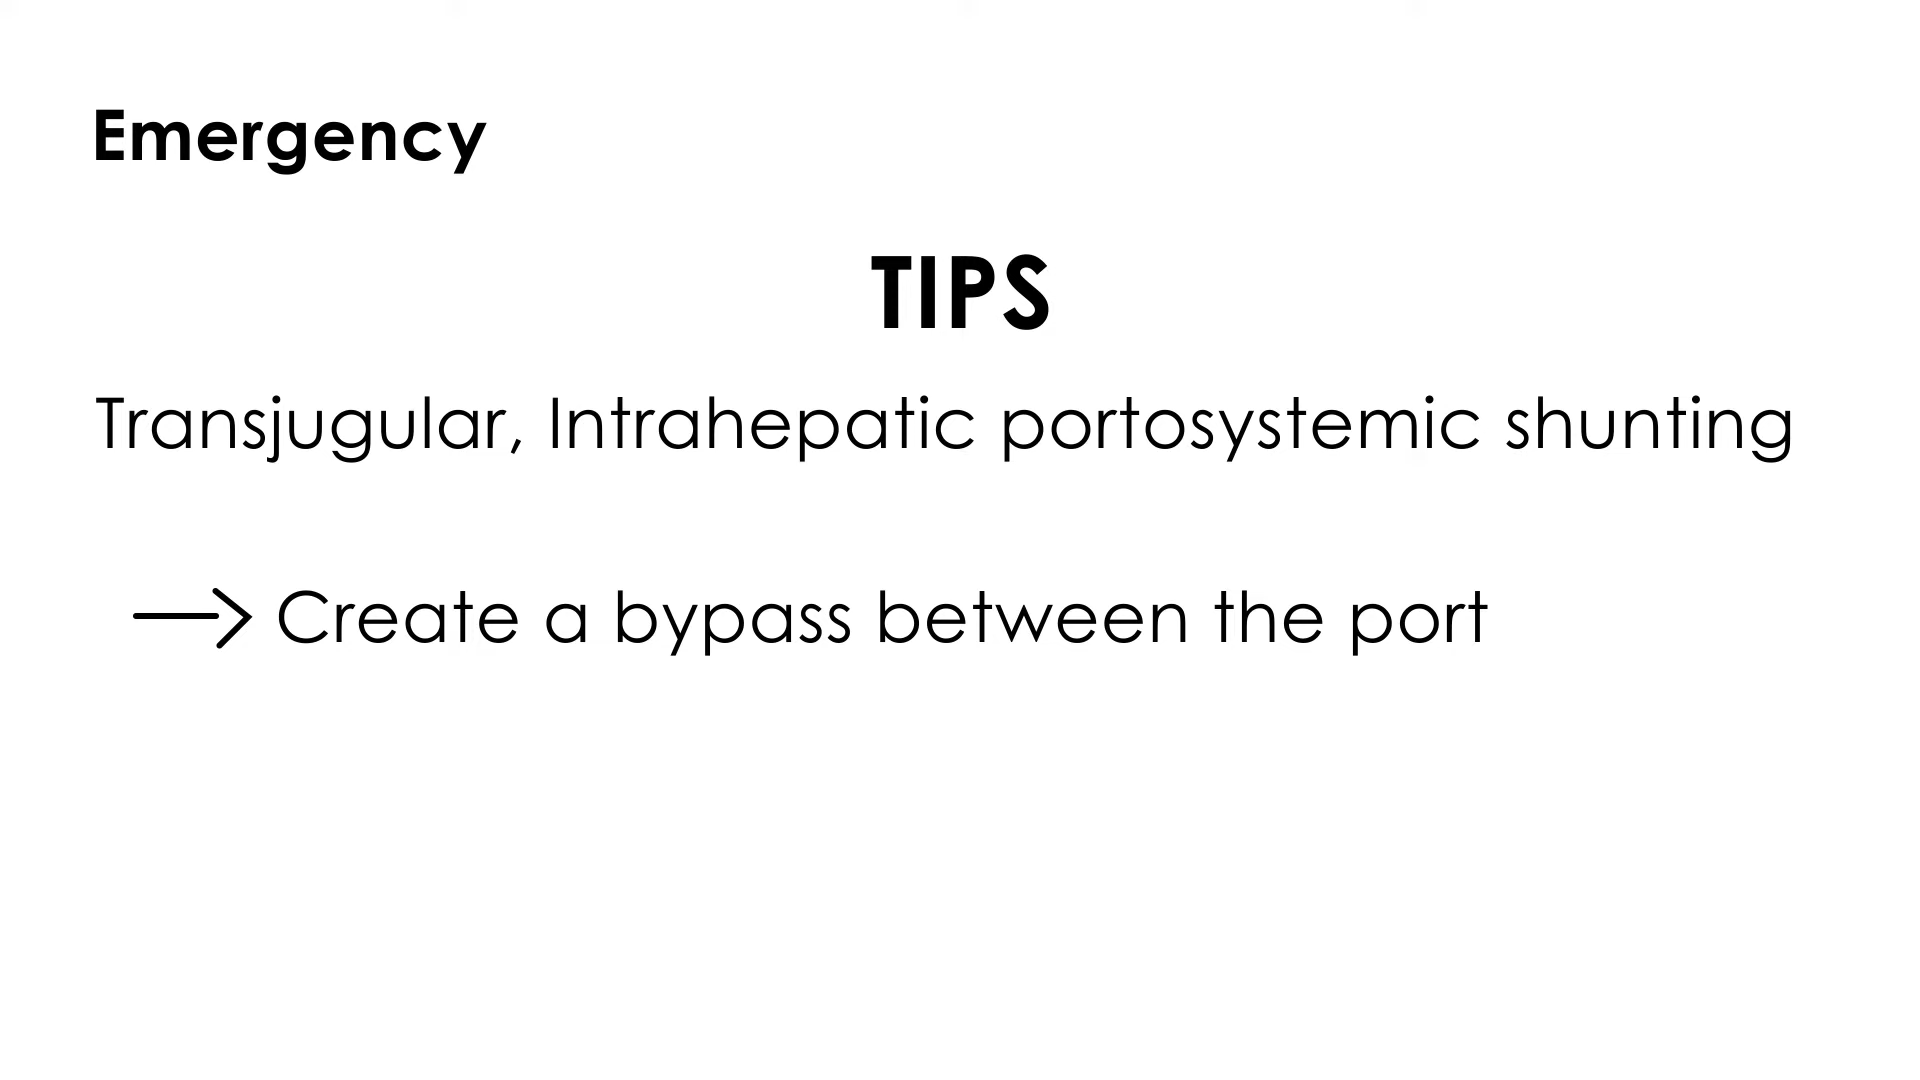 Emergency
TIPS
Transjugular, Intrahepatic portosystemic shunting
Create a bypass between the port